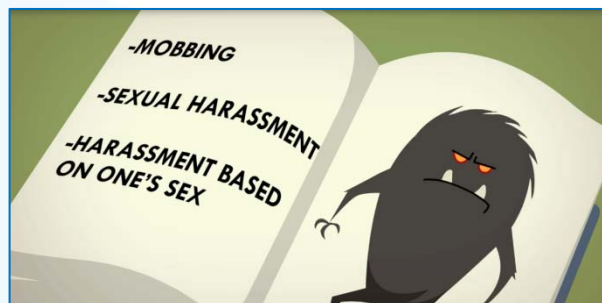 -MOBBING
-SEXUAL HARASSMENT
-HARASSMENT BASED
ON ONE'S SEX